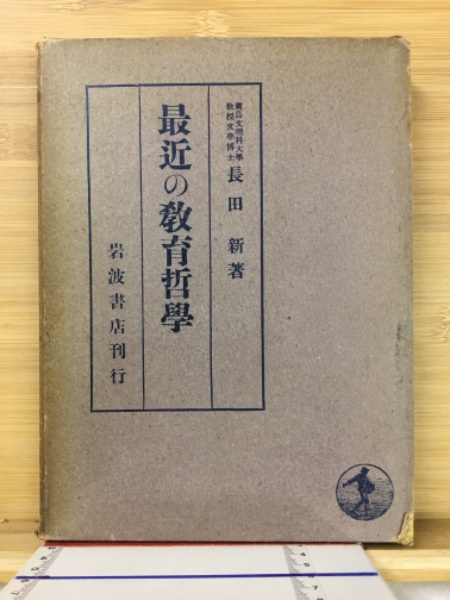 廣島文理科大學
教授文學博士
長田 新著
最近の教育哲學
岩波書店刊行